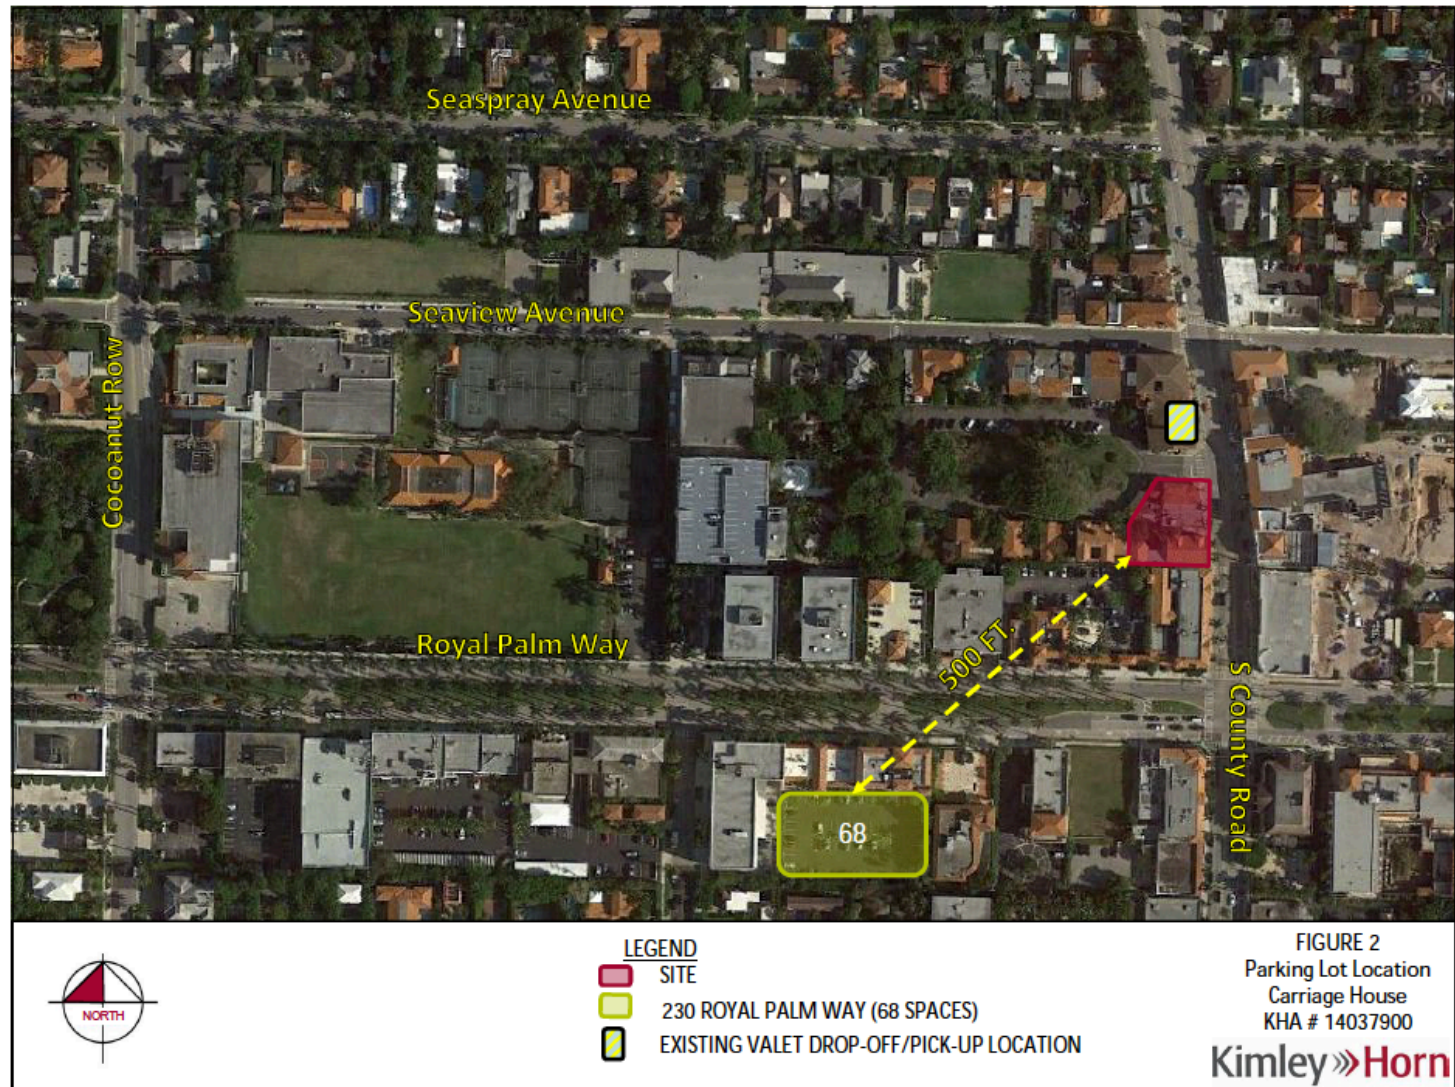 Seaspray Avenue
Seaview Avenue
Cocoanut Row
Royal Palm Way
500 FT.
S County Road
68
NORTH
LEGEND
SITE
230 ROYAL PALM WAY (68 SPACES)
EXISTING VALET DROP-OFF/PICK-UP LOCATION
FIGURE 2
Parking Lot Location
Carriage House
KHA # 14037900
Kimley»Horn